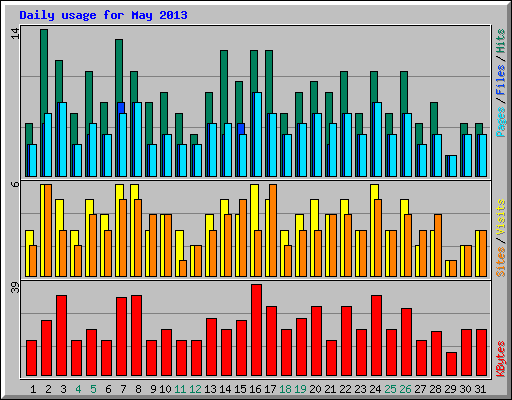 Daily usage for May 2013
14
Pages / Files / Hits
6
Sites / Visits
39
KBytes
1 2 3 4 5 6 7 8 9 10 11 12 13 14 15 16 17 18 19 20 21 22 23 24 25 26 27 28 29 30 31